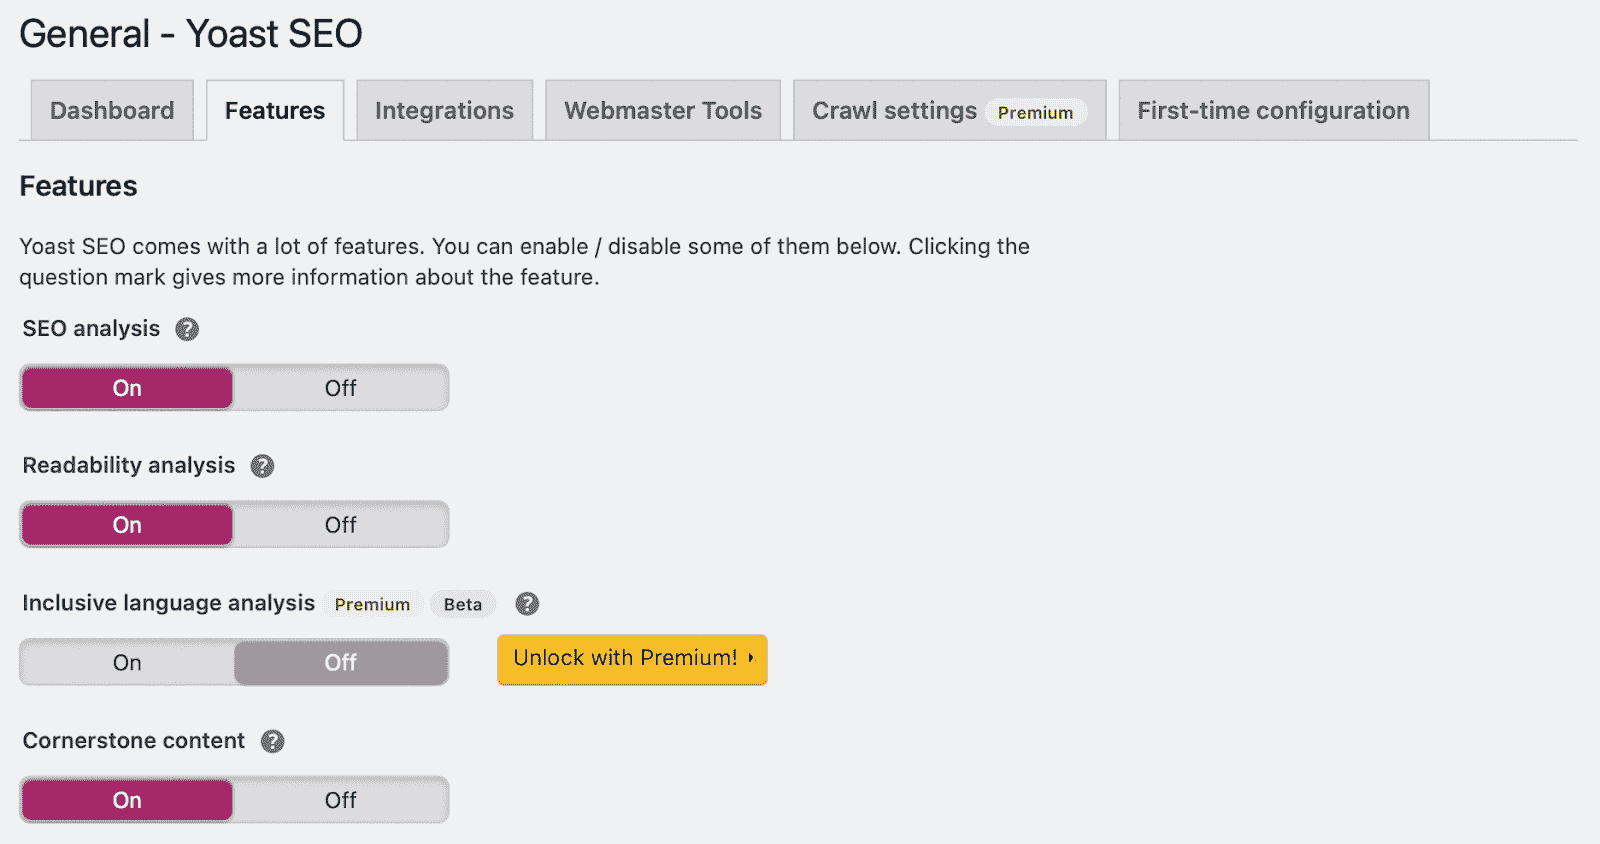 General - Yoast SEO
Dashboard Features Integrations Webmaster Tools Crawl settings Premium First-time configuration
Features
Yoast SEO comes with a lot of features. You can enable / disable some of them below. Clicking the
question mark gives more information about the feature.
SEO analysis ?
On Off
Readability analysis ?
On Off
Inclusive language analysis Premium Beta ?
On Off Unlock with Premium!
Cornerstone content ?
On Off